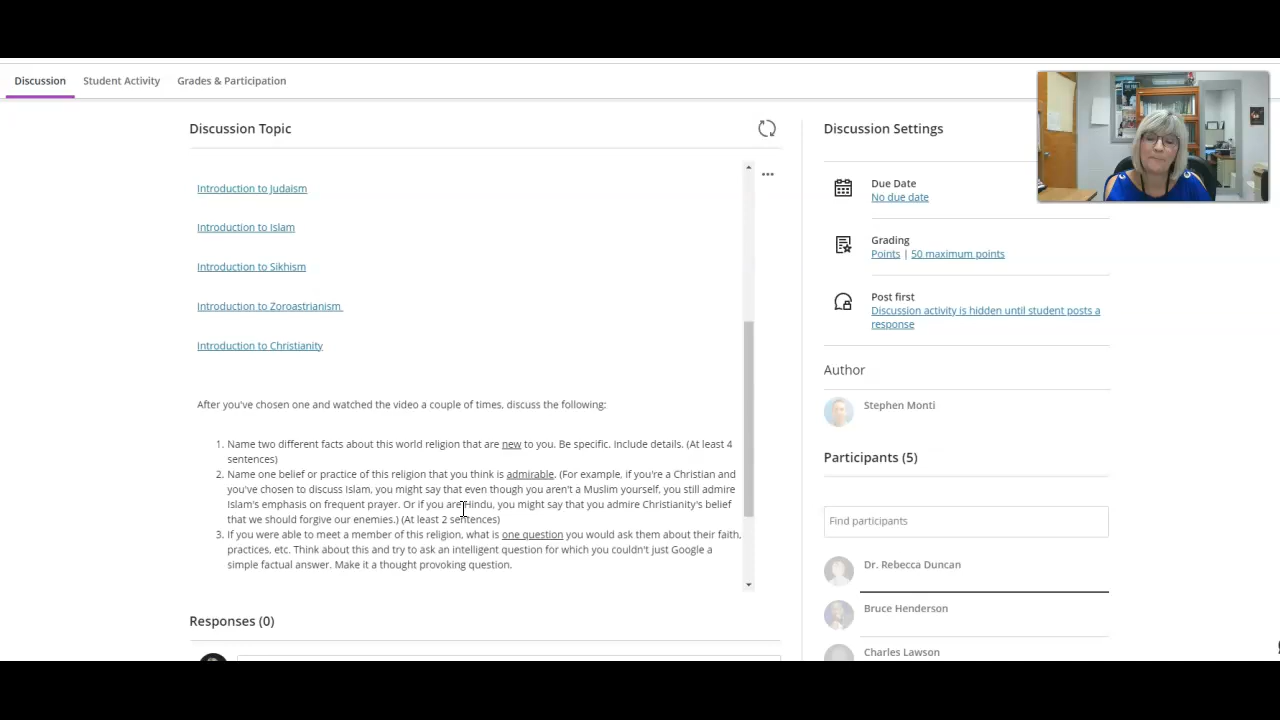 Discussion
Student Activity
Grades & Participation
Discussion Topic
Introduction to Judaism
Introduction to Islam
Introduction to Sikhism
Introduction to Zoroastrianism
Introduction to Christianity
After you've chosen one and watched the video a couple of times, discuss the following:
1. Name two different facts about this world religion that are new to you. Be specific. Include details. (At least 4
sentences)
2. Name one belief or practice of this religion that you think is admirable. (For example, if you're a Christian and
you've chosen to discuss Islam, you might say that even though you aren't a Muslim yourself, you still admire
Islam's emphasis on frequent prayer. Or if you are Hindu, you might say that you admire Christianity's belief
that we should forgive our enemies.) (At least 2 sentences)
3. If you were able to meet a member of this religion, what is one question you would ask them about their faith,
practices, etc. Think about this and try to ask an intelligent question for which you couldn't just Google a
simple factual answer. Make it a thought provoking question.
Responses (0)
Discussion Settings
Due Date
No due date
Grading
Points | 50 maximum points
Post first
Discussion activity is hidden until student posts a
response
Author
Stephen Monti
Participants (5)
Find participants
Dr. Rebecca Duncan
Bruce Henderson
Charles Lawson